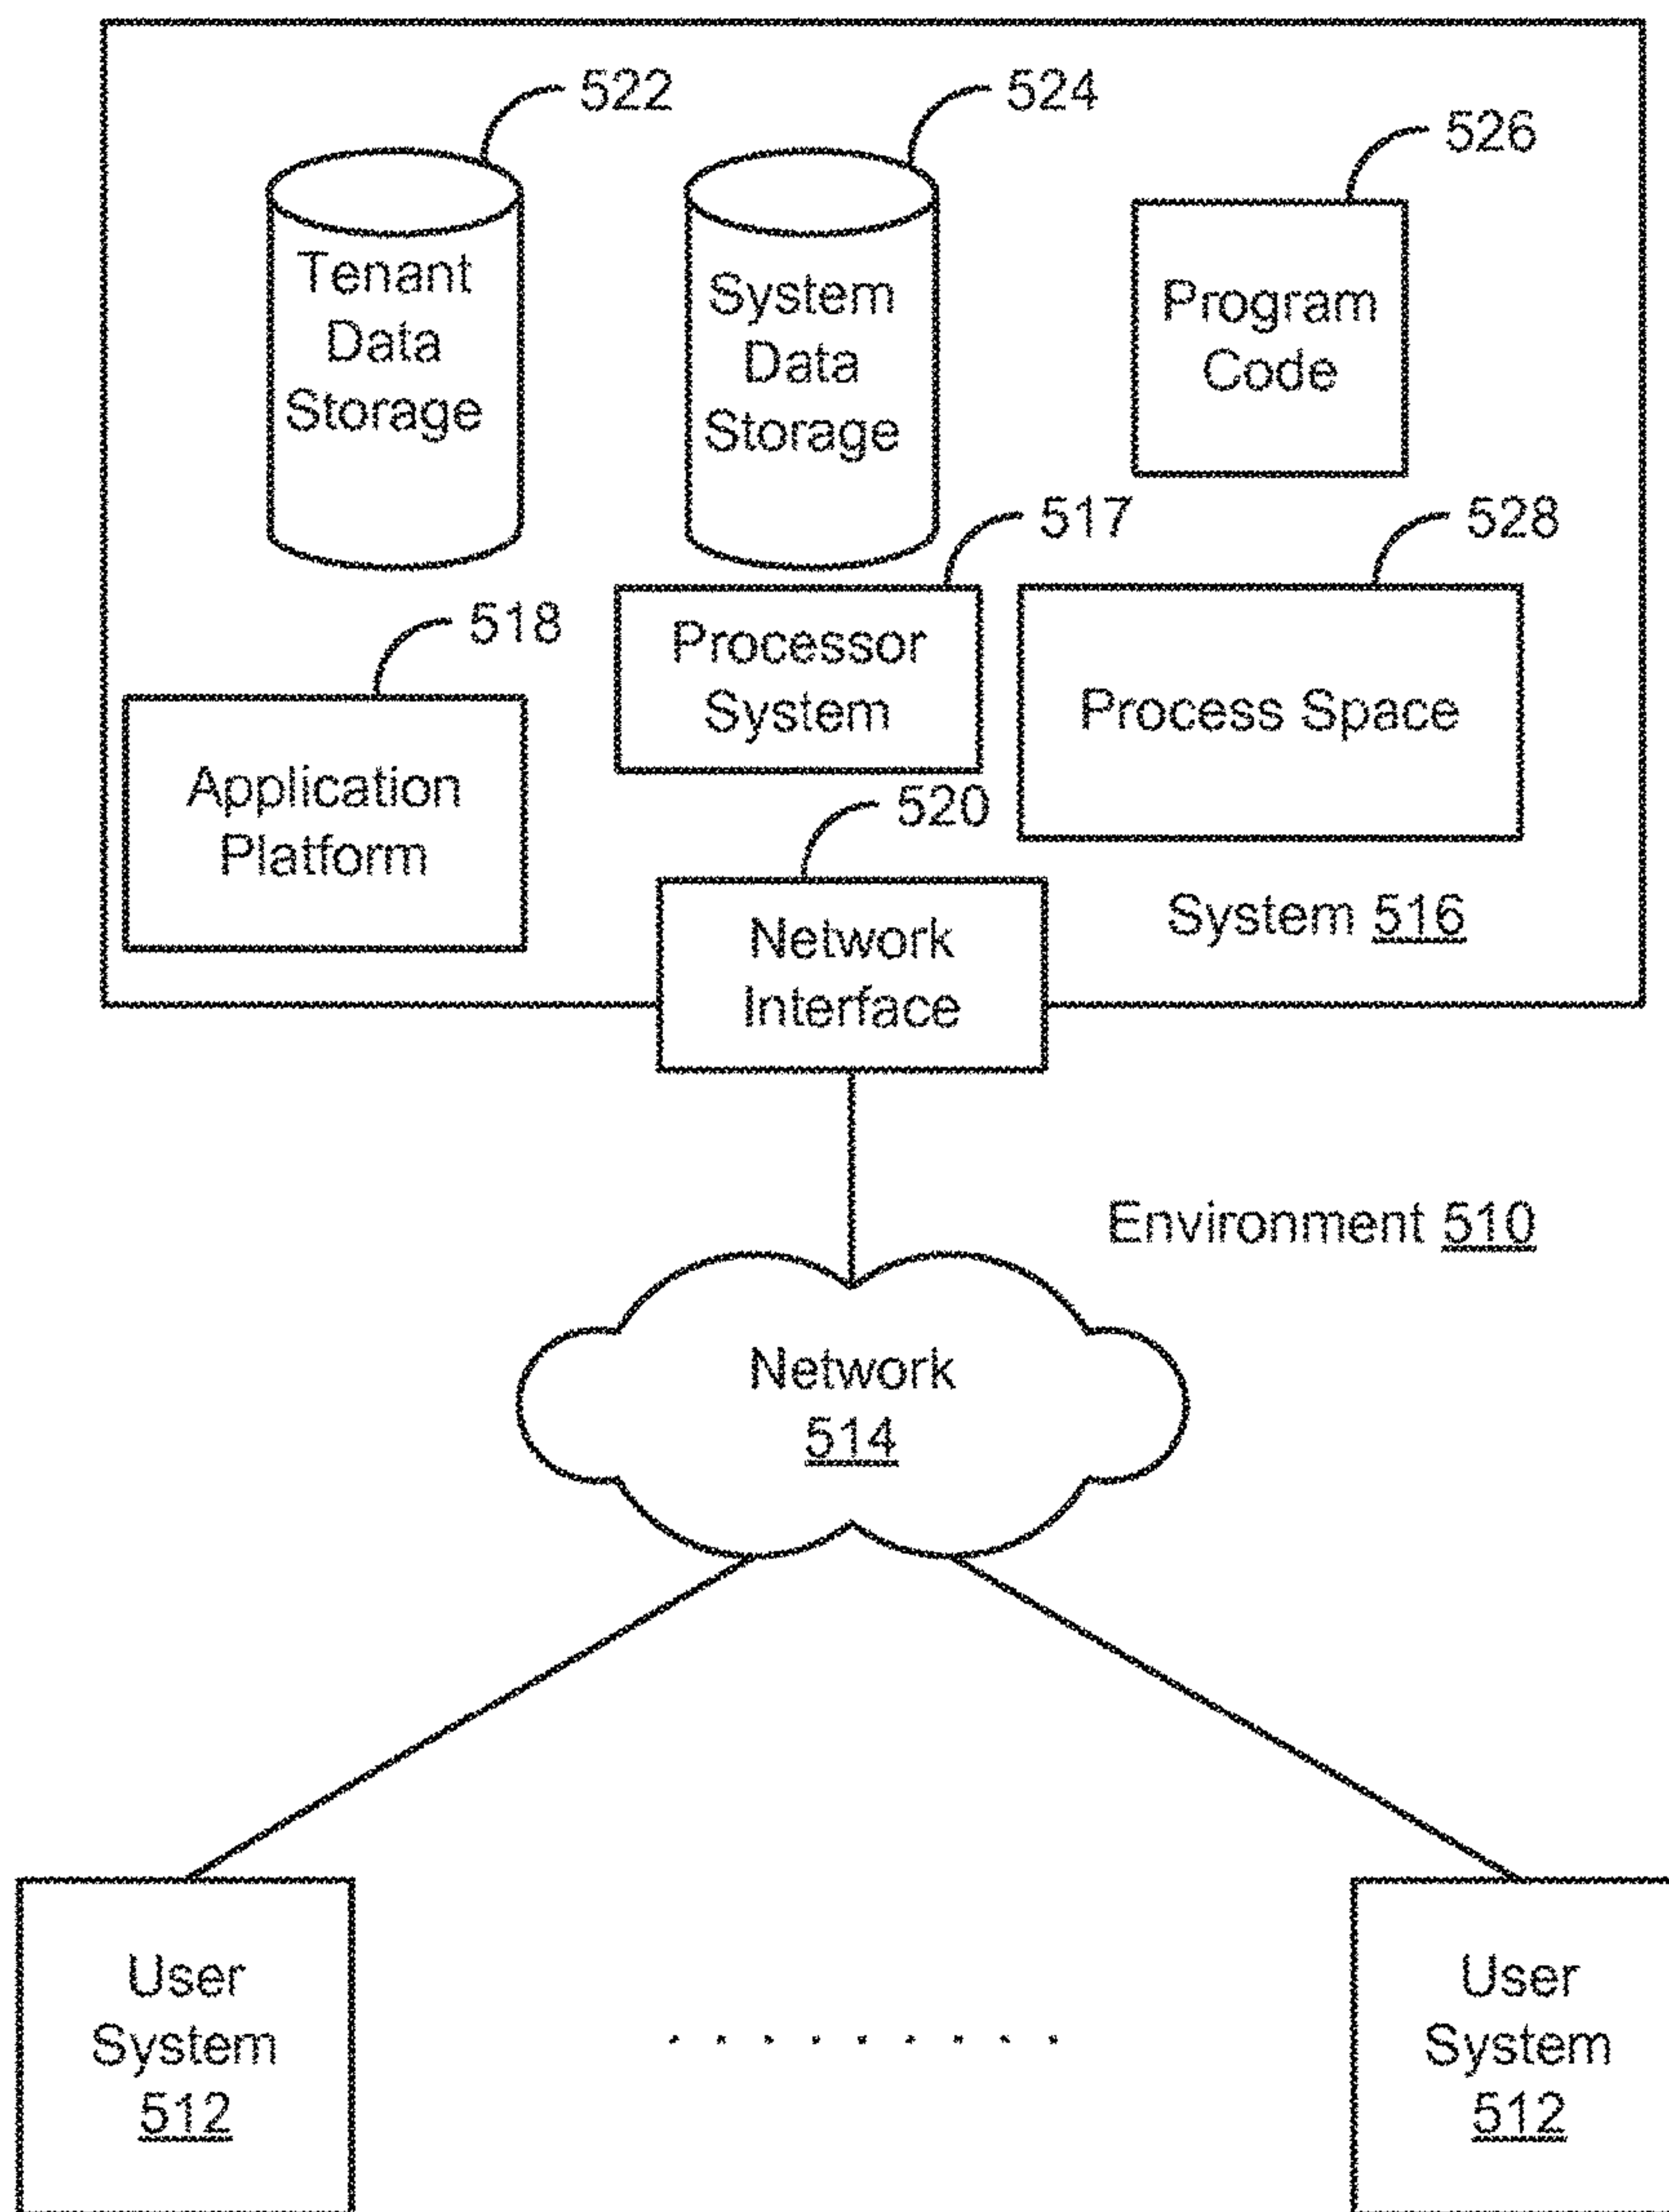 522
524
526
Tenant
Data
Storage
System
Data
Storage
Program
Code
517
528
518
Processor
System
Process Space
Application
Platform
520
Network
Interface
System 516
Environment 510
Network
514
User
System
512
User
System
512